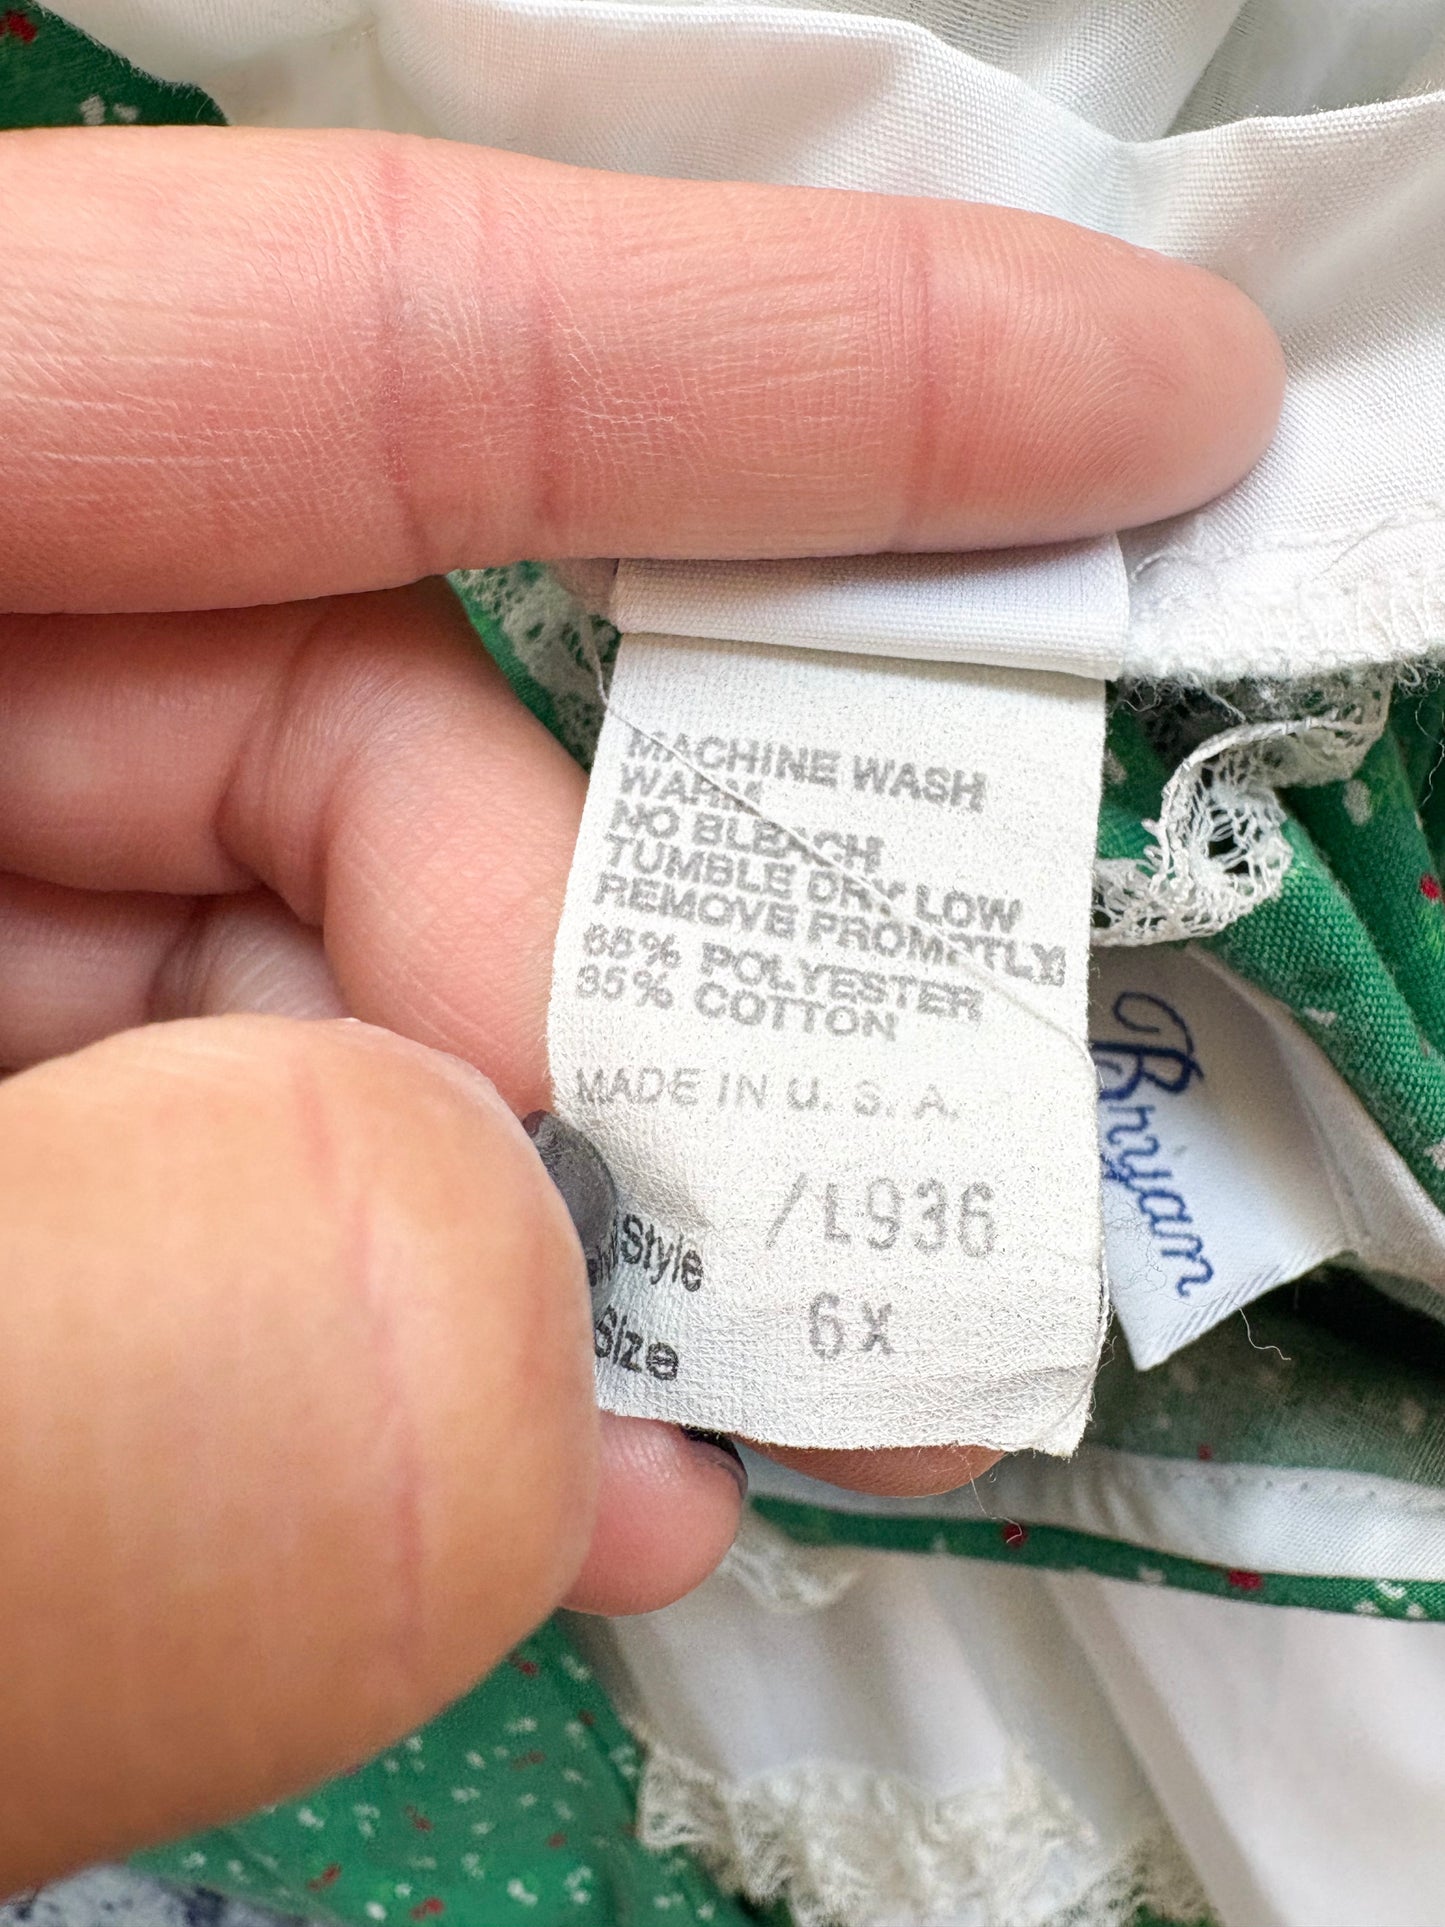 MACHINE WASH
WARM
NO BLEACH
TUMBLE DRY LOW
REMOVE PROMPTLY
65% POLYESTER
35% COTTON
MADE IN U. S. A.
Style /L936
Size 6X
Bryan